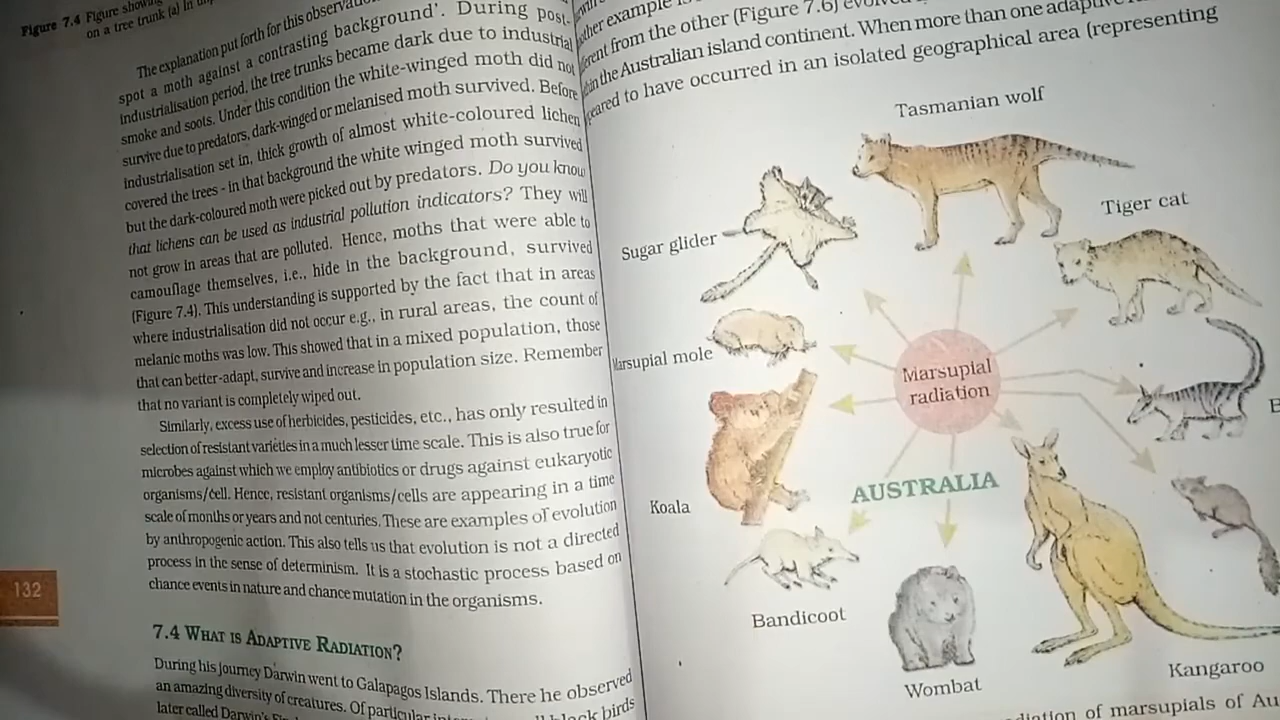 Figure 7.4 Figure showing
on a tree trunk (a) In
The explanation put forth for this
spot a moth against a contrasting background'. During post-
industrialisation period, the tree trunks became dark due to industrial
smoke and soots. Under this condition the white-winged moth did not
survive due to predators, dark-winged or melanised moth survived. Before
industrialisation set in, thick growth of almost white-coloured lichen
covered the trees - in that background the white winged moth survived
but the dark-coloured moth were picked out by predators. Do you know
that lichens can be used as industrial pollution indicators? They will
not grow in areas that are polluted. Hence, moths that were able to
camouflage themselves, i.e., hide in the background, survived
(Figure 7.4). This understanding is supported by the fact that in areas
where industrialisation did not occur e.g., in rural areas, the count of
melanic moths was low. This showed that in a mixed population, those
that can better-adapt, survive and increase in population size. Remember
that no variant is completely wiped out.
Similarly, excess use of herbicides, pesticides, etc., has only resulted in
selection of resistant varieties in a much lesser time scale. This is also true for
microbes against which we employ antibiotics or drugs against eukaryotic
organisms/cell. Hence, resistant organisms/cells are appearing in a time
scale of months or years and not centuries. These are examples of evolution
by anthropogenic action. This also tells us that evolution is not a directed
process in the sense of determinism. It is a stochastic process based on
chance events in nature and chance mutation in the organisms.
132
7.4 WHAT IS ADAPTIVE RADIATION?
During his journey Darwin went to Galapagos Islands. There he observed
an amazing diversity of creatures. Of particular black birds
later called Darwin's
example
from the other (Figure 7.6)
the Australian island continent. When more than one
to have occurred in an isolated geographical area (representing
Tasmanian wolf
Tiger cat
Sugar glider
Marsupial mole
Marsupial
radiation
Koala
AUSTRALIA
Bandicoot
Wombat
Kangaroo
of marsupials of